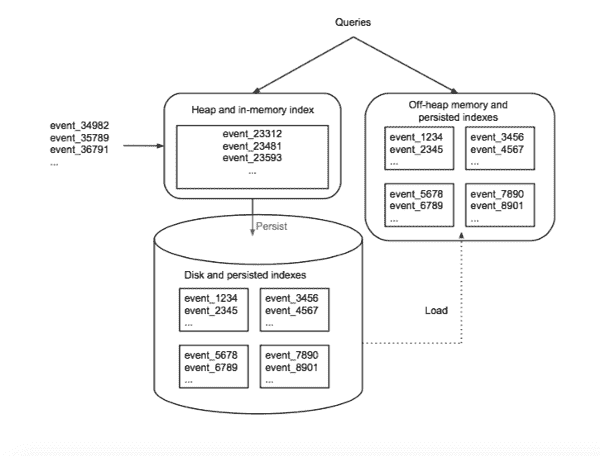 Queries
Heap and in-memory index
event_23312
event_23481
event_23593
...
Off-heap memory and
persisted indexes
event_1234
event_2345
...
event_3456
event_4567
...
event_5678
event_6789
...
event_7890
event_8901
...
event_34982
event_35789
event_36791
...
Persist
Disk and persisted indexes
event_1234
event_2345
...
event_3456
event_4567
...
event_5678
event_6789
...
event_7890
event_8901
...
Load